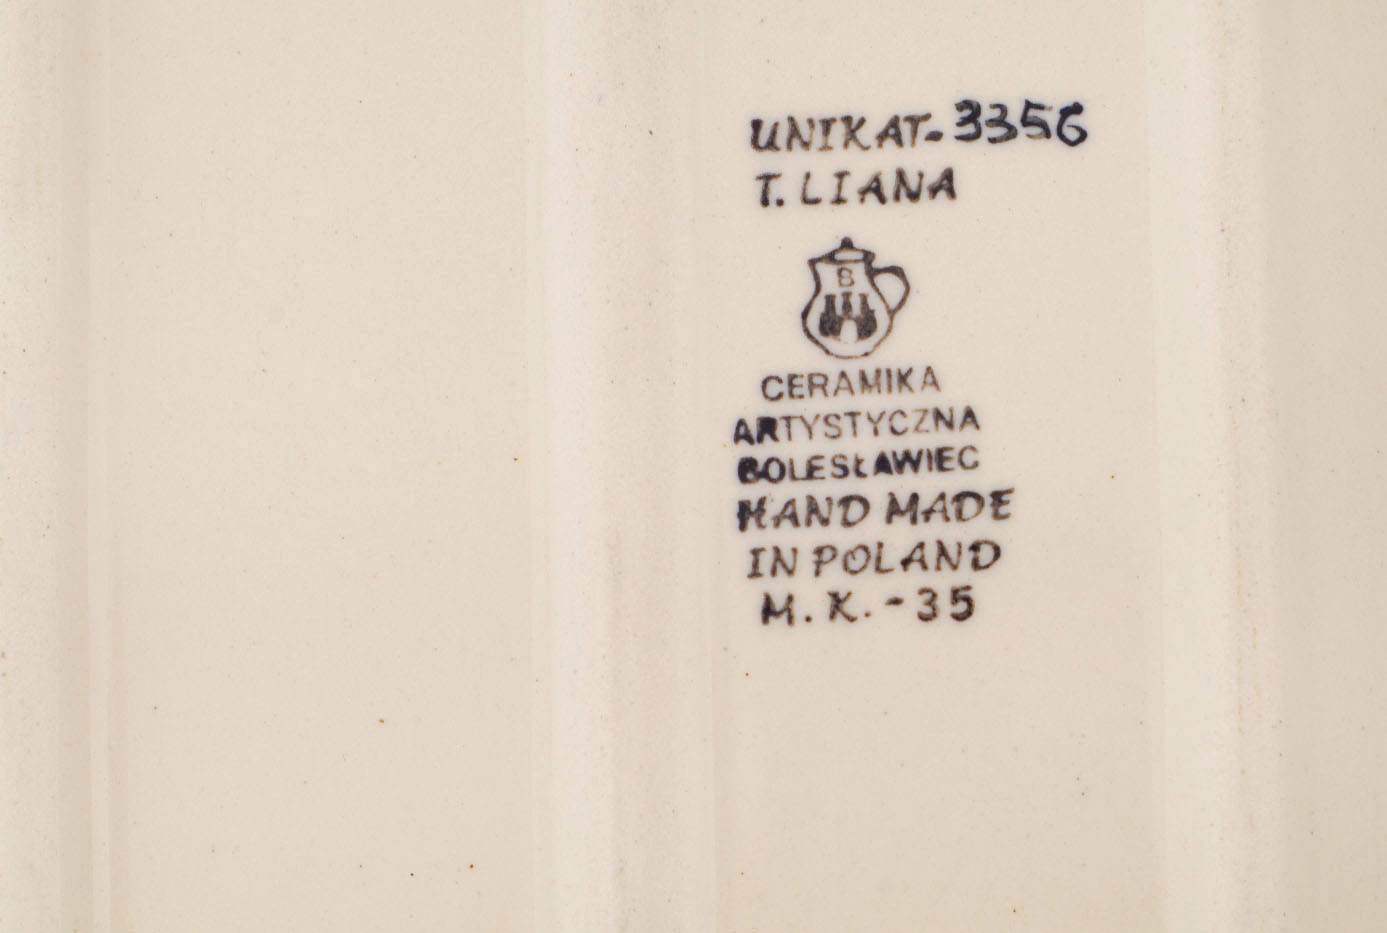 UNIKAT-3356
T. LIANA
B
CERAMIKA
ARTYSTYCZNA
BOLESŁAWIEC
HAND MADE
IN POLAND
M.K.-35